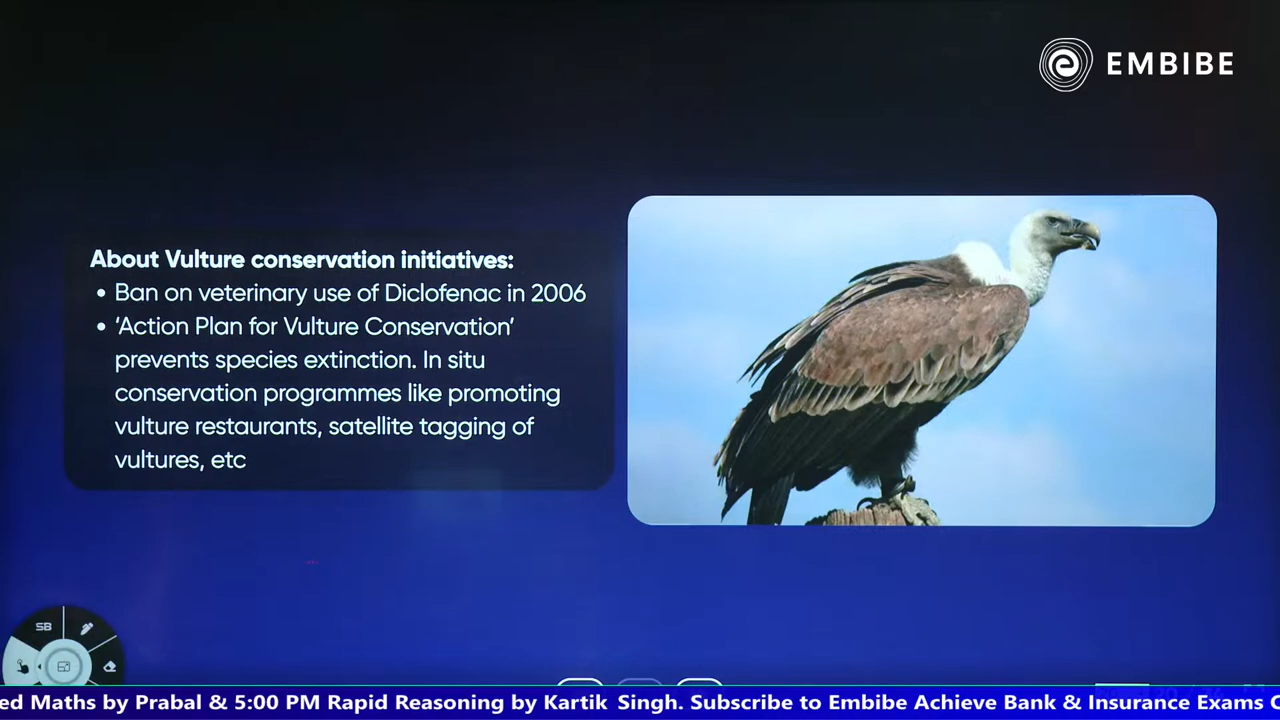 EMBIBE
About Vulture conservation initiatives:
• Ban on veterinary use of Diclofenac in 2006
• ‘Action Plan for Vulture Conservation’
prevents species extinction. In situ
conservation programmes like promoting
vulture restaurants, satellite tagging of
vultures, etc
SB
ed Maths by Prabal & 5:00 PM Rapid Reasoning by Kartik Singh. Subscribe to Embibe Achieve Bank & Insurance Exams